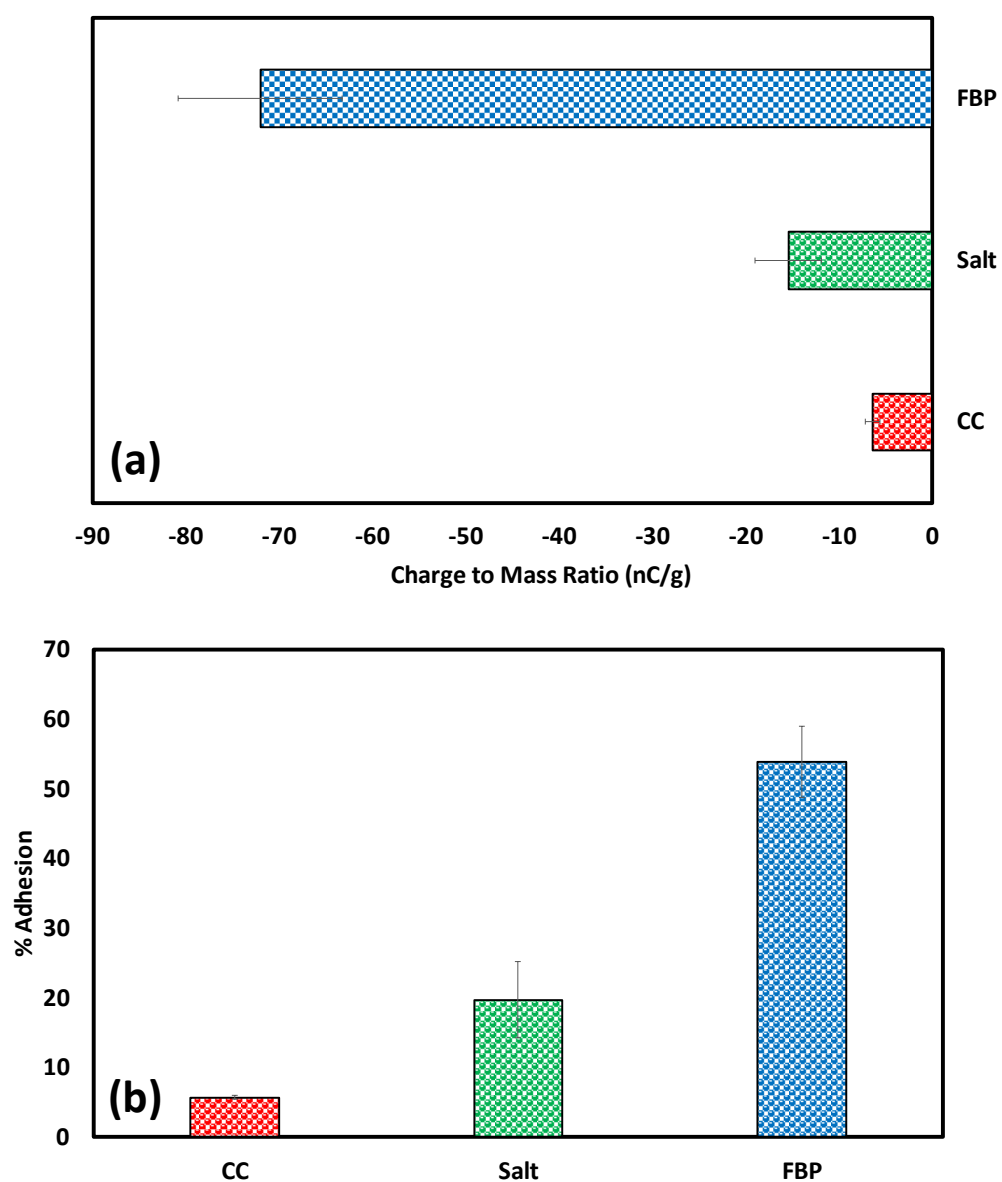 FBP
Salt
CC
(a)
-90 -80 -70 -60 -50 -40 -30 -20 -10 0
Charge to Mass Ratio (nC/g)
70
60
50
40
30
20
10
0
% Adhesion
(b)
CC Salt FBP